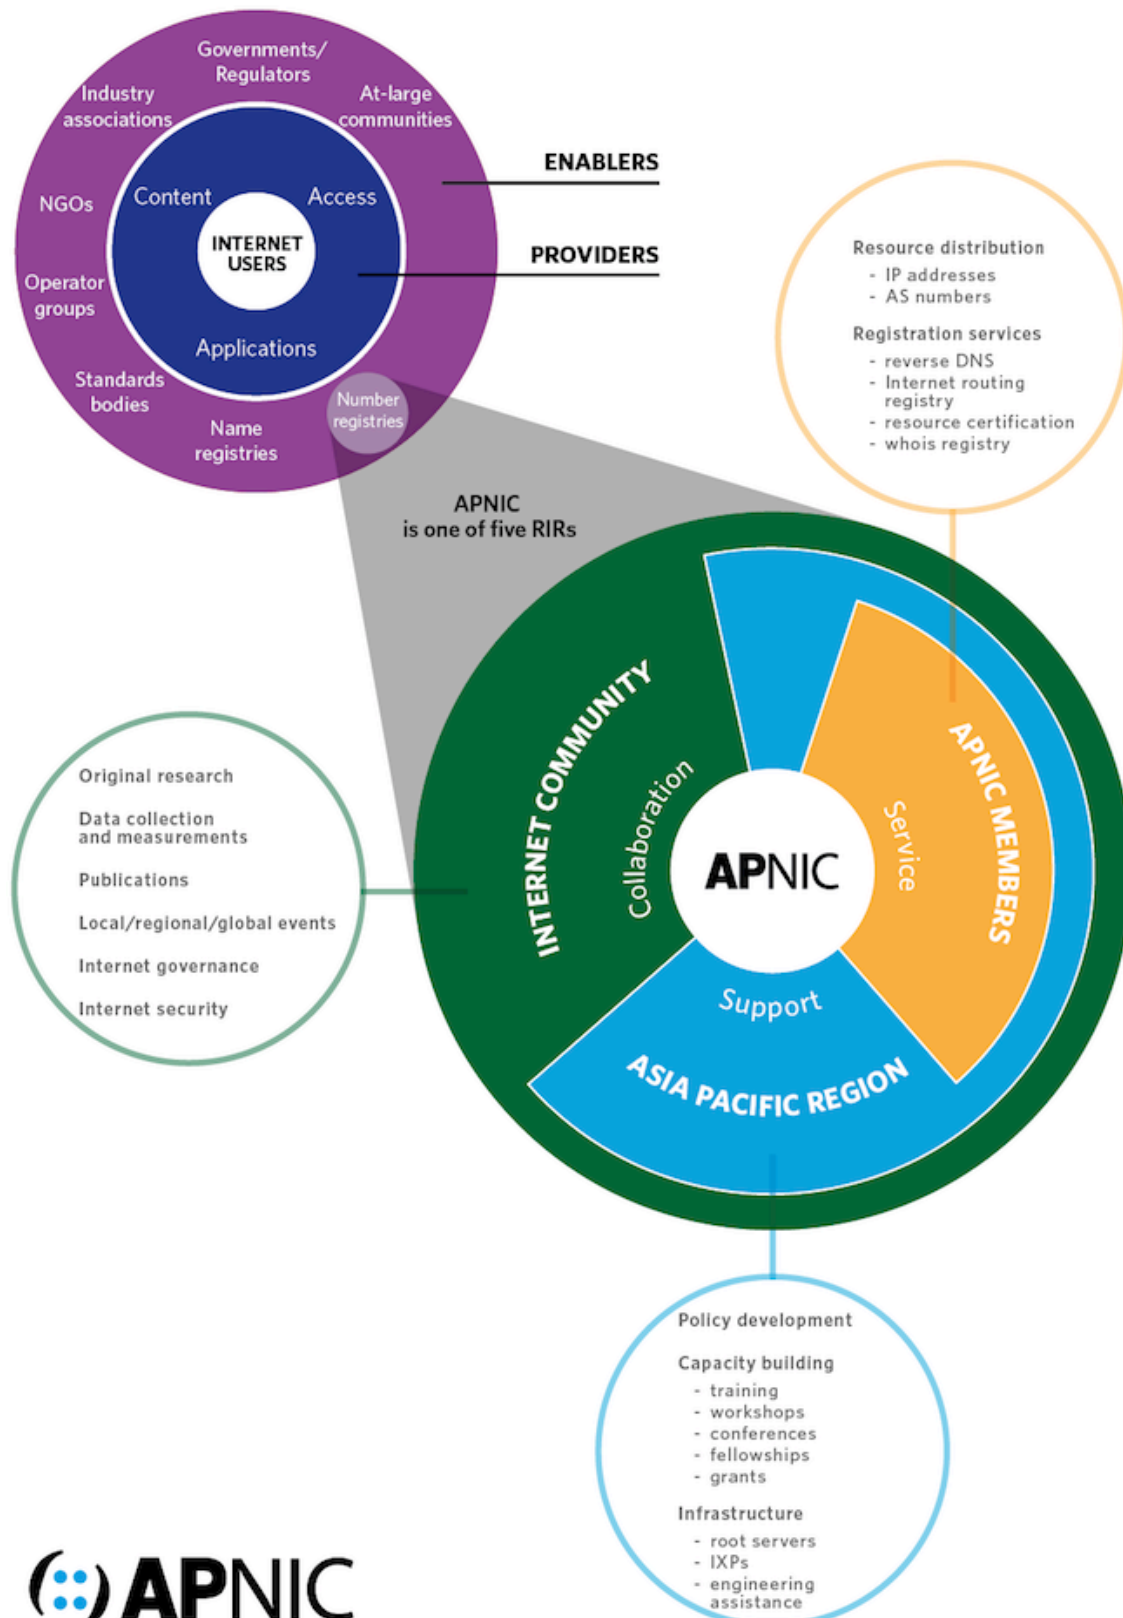 Governments/
Regulators
Industry
associations
At-large
communities
ENABLERS
NGOs
Content
Access
INTERNET
USERS
PROVIDERS
Operator
groups
Applications
Standards
bodies
Name
registries
Number
registries
APNIC
is one of five RIRs
Resource distribution
- IP addresses
- AS numbers
Registration services
- reverse DNS
- Internet routing
registry
- resource certification
- whois registry
INTERNET COMMUNITY
Collaboration
APNIC
Service
APNIC MEMBERS
Support
ASIA PACIFIC REGION
Original research
Data collection
and measurements
Publications
Local/regional/global events
Internet governance
Internet security
Policy development
Capacity building
- training
- workshops
- conferences
- fellowships
- grants
Infrastructure
- root servers
- IXPs
- engineering
assistance
APNIC